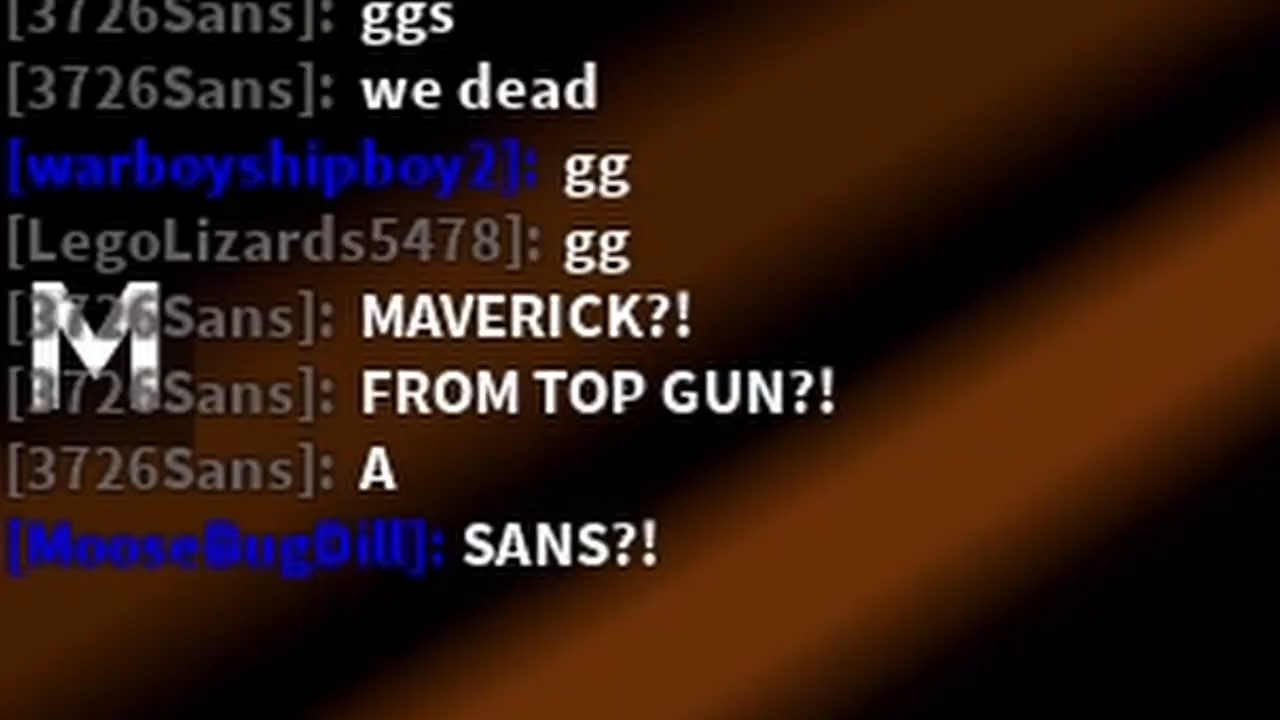 [3726Sans]: ggs
[3726Sans]: we dead
[warboyshipboy2]: gg
[LegoLizards5478]: gg
[3726Sans]: MAVERICK?!
M
[3726Sans]: FROM TOP GUN?!
[3726Sans]: A
[MooseBugDill]: SANS?!